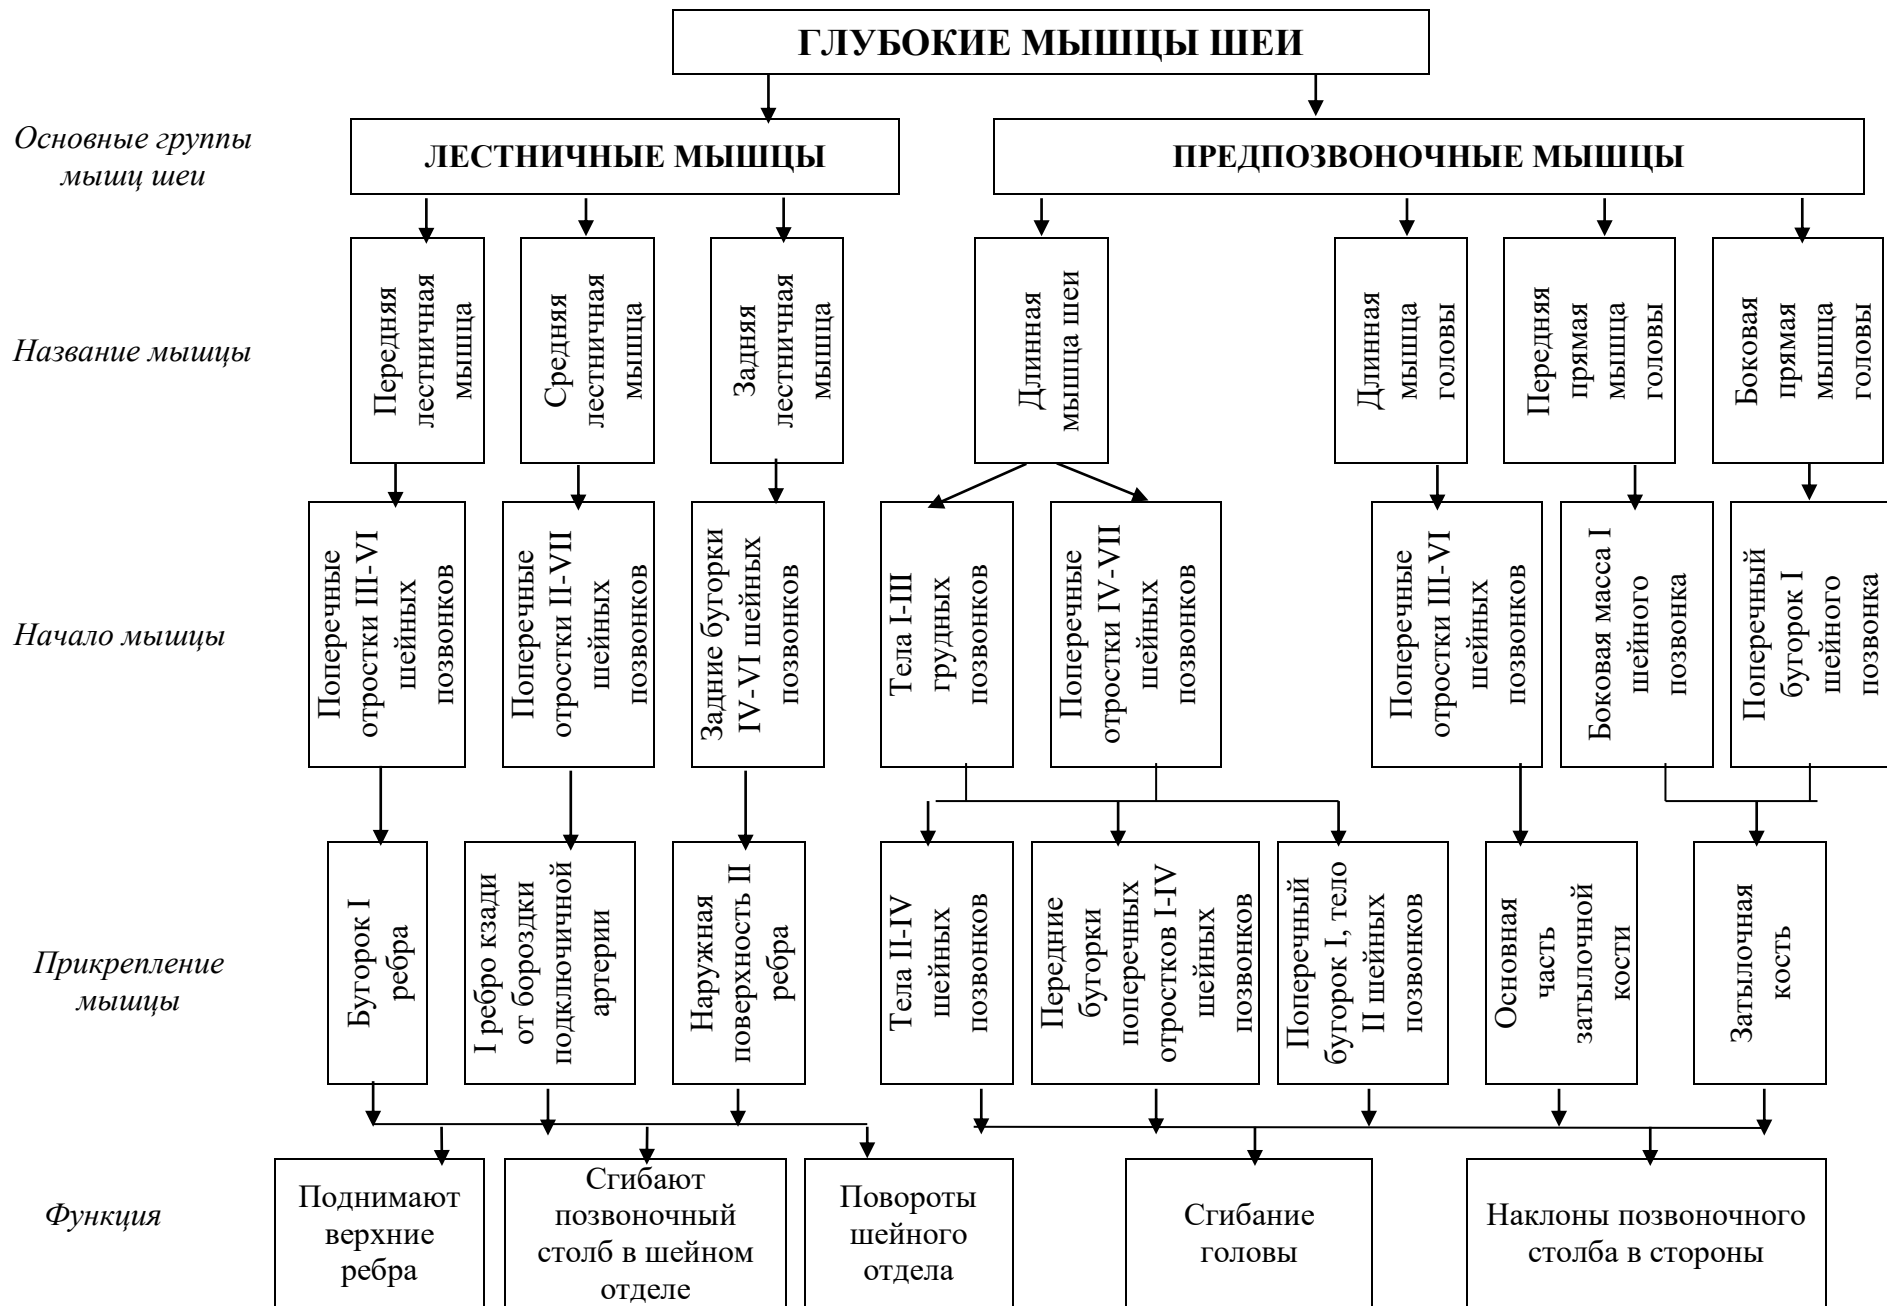 ГЛУБОКИЕ МЫШЦЫ ШЕИ
Основные группы
мышц шеи
ЛЕСТНИЧНЫЕ МЫШЦЫ
ПРЕДПОЗВОНОЧНЫЕ МЫШЦЫ
Название мышцы
Передняя
лестничная
мышца
Средняя
лестничная
мышца
Задняя
лестничная
мышца
Длинная
мышца шеи
Длинная
мышца
головы
Передняя
прямая
мышца
головы
Боковая
прямая
мышца
головы
Начало мышцы
Поперечные
отростки III-VI
шейных
позвонков
Поперечные
отростки II-VII
шейных
позвонков
Задние бугорки
IV-VI шейных
позвонков
Тела I-III
грудных
позвонков
Поперечные
отростки IV-VII
шейных
позвонков
Поперечные
отростки III-VI
шейных
позвонков
Боковая масса I
шейного
позвонка
Поперечный
бугорок I
шейного
позвонка
Прикрепление
мышцы
Бугорок I
ребра
I ребро кзади
от бороздки
подключичной
артерии
Наружная
поверхность II
ребра
Тела II-IV
шейных
позвонков
Передние
бугорки
поперечных
отростков I-IV
шейных
позвонков
Поперечный
бугорок I, тело
II шейных
позвонков
Основная
часть
затылочной
кости
Затылочная
кость
Функция
Поднимают
верхние
ребра
Сгибают
позвоночный
столб в шейном
отделе
Повороты
шейного
отдела
Сгибание
головы
Наклоны позвоночного
столба в стороны